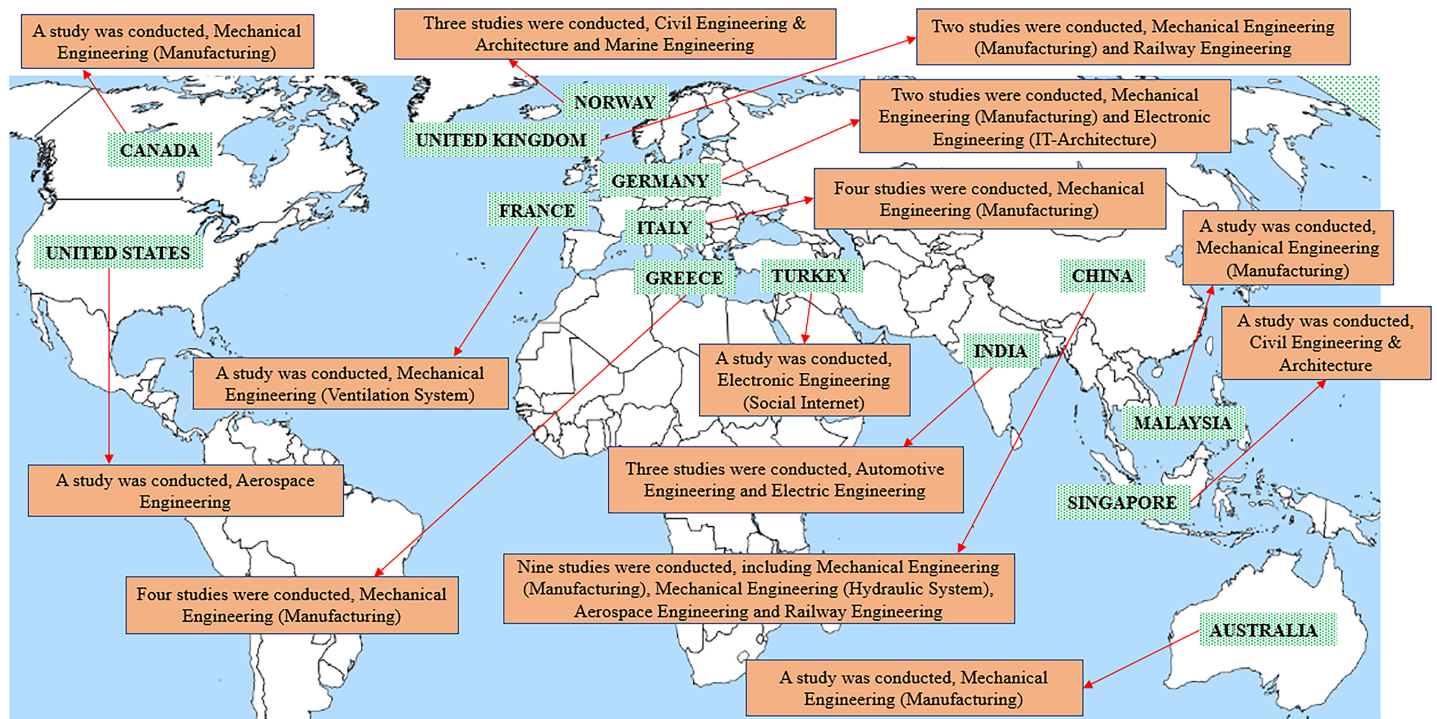 A study was conducted, Mechanical
Engineering (Manufacturing)
Three studies were conducted, Civil Engineering &
Architecture and Marine Engineering
Two studies were conducted, Mechanical Engineering
(Manufacturing) and Railway Engineering
NORWAY
UNITED KINGDOM
Two studies were conducted, Mechanical
Engineering (Manufacturing) and Electronic
Engineering (IT-Architecture)
CANADA
GERMANY
FRANCE
ITALY
Four studies were conducted, Mechanical
Engineering (Manufacturing)
UNITED STATES
A study was conducted,
Mechanical Engineering
(Manufacturing)
GREECE
TURKEY
CHINA
A study was conducted,
Civil Engineering &
Architecture
INDIA
A study was conducted, Mechanical
Engineering (Ventilation System)
A study was conducted,
Electronic Engineering
(Social Internet)
MALAYSIA
A study was conducted, Aerospace
Engineering
Three studies were conducted, Automotive
Engineering and Electric Engineering
SINGAPORE
Nine studies were conducted, including Mechanical Engineering
(Manufacturing), Mechanical Engineering (Hydraulic System),
Aerospace Engineering and Railway Engineering
Four studies were conducted, Mechanical
Engineering (Manufacturing)
AUSTRALIA
A study was conducted, Mechanical
Engineering (Manufacturing)